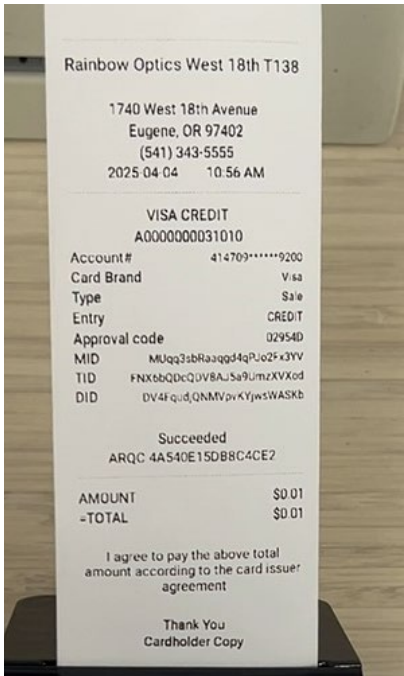 Rainbow Optics West 18th T138
1740 West 18th Avenue
Eugene, OR 97402
(541) 343-5555
2025-04-04 10:56 AM
VISA CREDIT
A0000000031010
Account# 414709******9200
Card Brand Visa
Type Sale
Entry CREDIT
Approval code 02954D
MID
TID
DID
Succeeded
ARQC 4A540E15DB8C4CE2
AMOUNT $0.01
=TOTAL $0.01
I agree to pay the above total
amount according to the card issuer
agreement
Thank You
Cardholder Copy